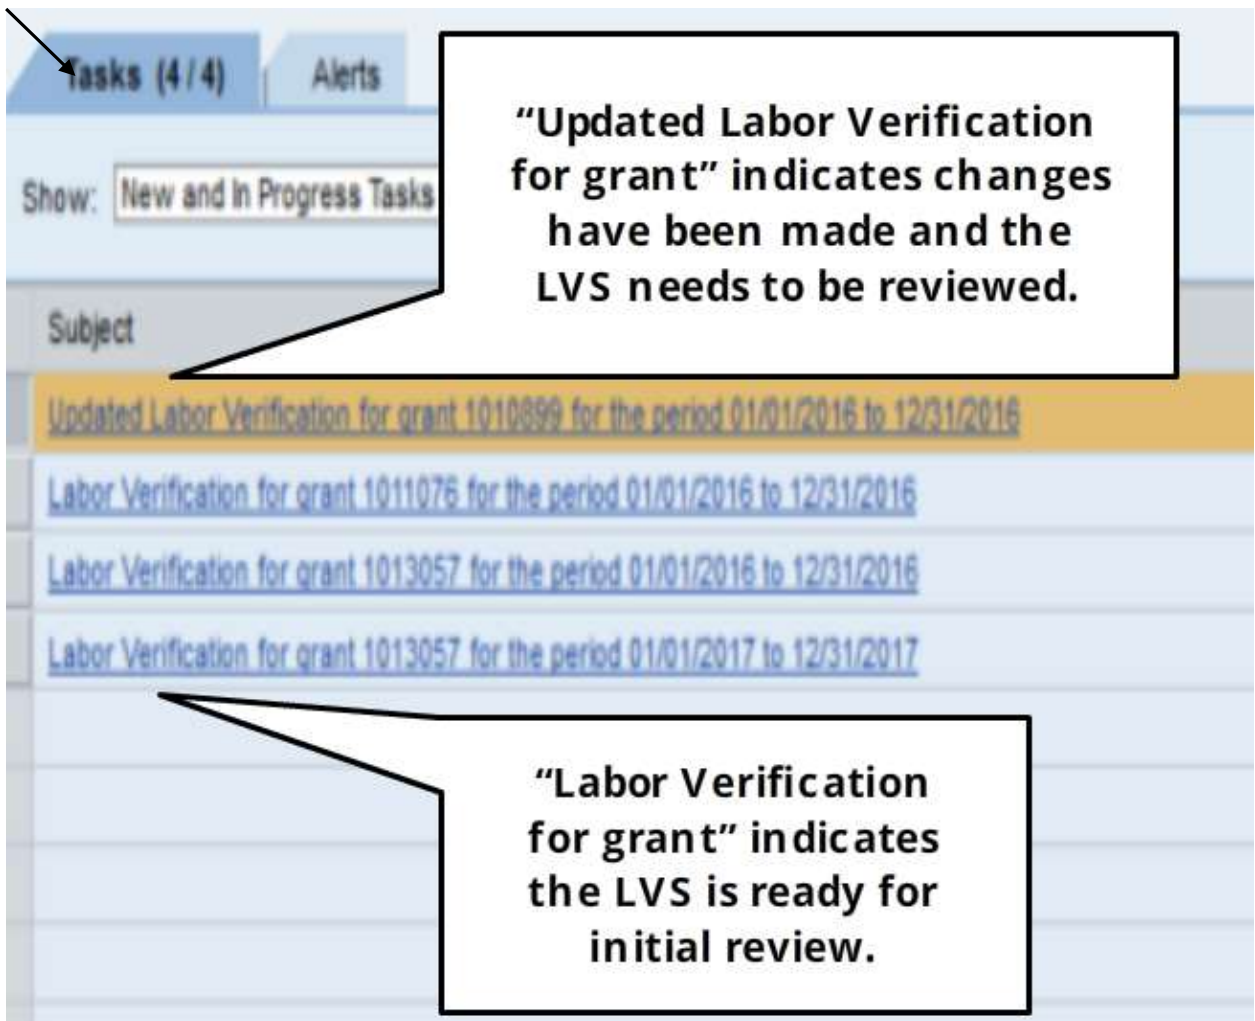 Tasks (4 / 4)
Alerts
“Updated Labor Verification
for grant” indicates changes
have been made and the
LVS needs to be reviewed.
Show:
New and In Progress Tasks
Subject
Updated Labor Verification for grant 1010899 for the period 01/01/2016 to 12/31/2016
Labor Verification for grant 1011076 for the period 01/01/2016 to 12/31/2016
Labor Verification for grant 1013057 for the period 01/01/2016 to 12/31/2016
Labor Verification for grant 1013057 for the period 01/01/2017 to 12/31/2017
“Labor Verification
for grant” indicates
the LVS is ready for
initial review.